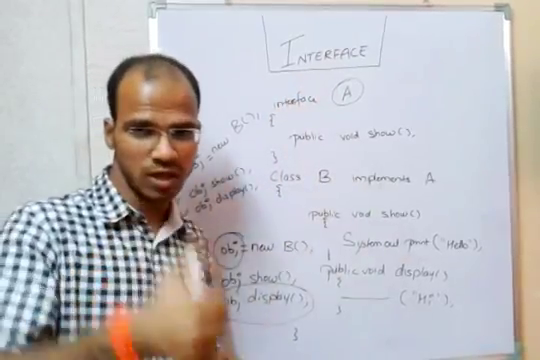 INTERFACE
interface A
{
public void show();
}
= new B();
obj. show();
obj. display();
Class B implements A
{
public void show()
{
System.out.print("Hello");
}
public void display()
{
("Hi");
}
}
obj = new B();
obj. show();
obj. display();